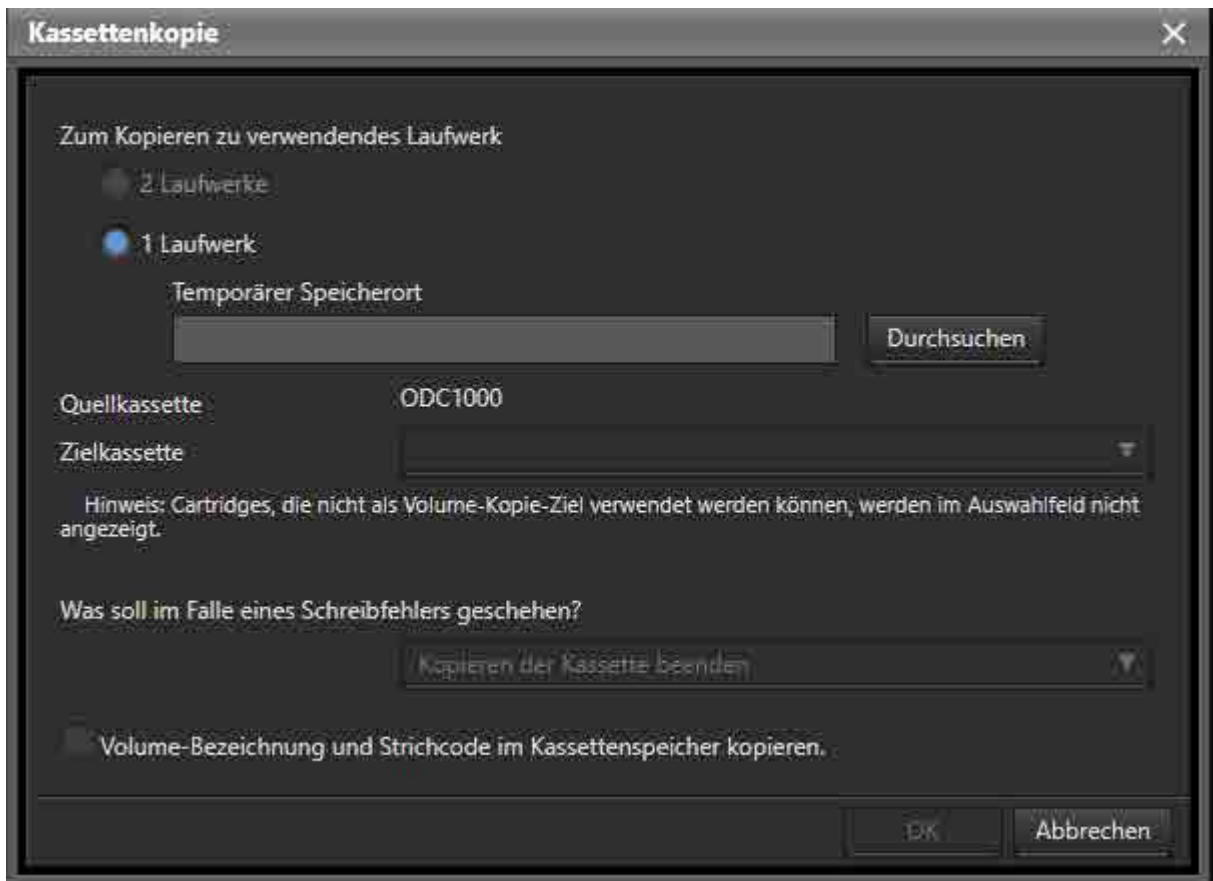 Kassettenkopie
Zum Kopieren zu verwendendes Laufwerk
2 Laufwerke
1 Laufwerk
Temporärer Speicherort
Durchsuchen
Quellkassette ODC1000
Zielkassette
Hinweis: Cartridges, die nicht als Volume-Kopie-Ziel verwendet werden können, werden im Auswahlfeld nicht
angezeigt.
Was soll im Falle eines Schreibfehlers geschehen?
Kopieren der Kassette beenden
Volume-Bezeichnung und Strichcode im Kassettenspeicher kopieren.
OK Abbrechen